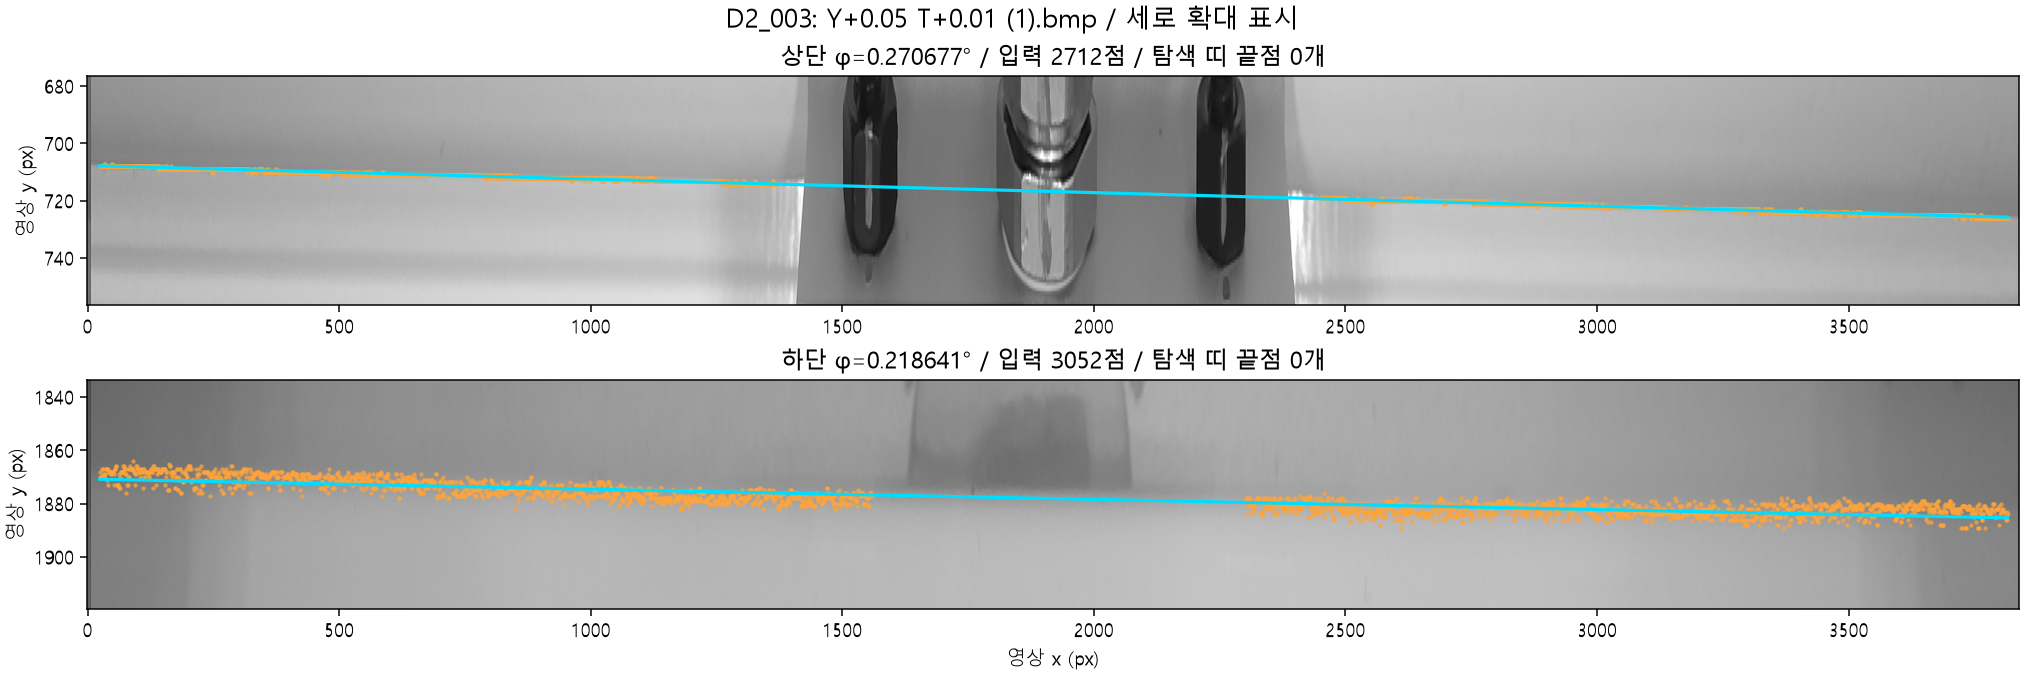 D2_003: Y+0.05 T+0.01 (1).bmp / 세로 확대 표시
상단 φ=0.270677° / 입력 2712점 / 탐색 띠 끝점 0개
영상 y (px)
680
700
720
740
0 500 1000 1500 2000 2500 3000 3500
하단 φ=0.218641° / 입력 3052점 / 탐색 띠 끝점 0개
영상 y (px)
1840
1860
1880
1900
0 500 1000 1500 2000 2500 3000 3500
영상 x (px)